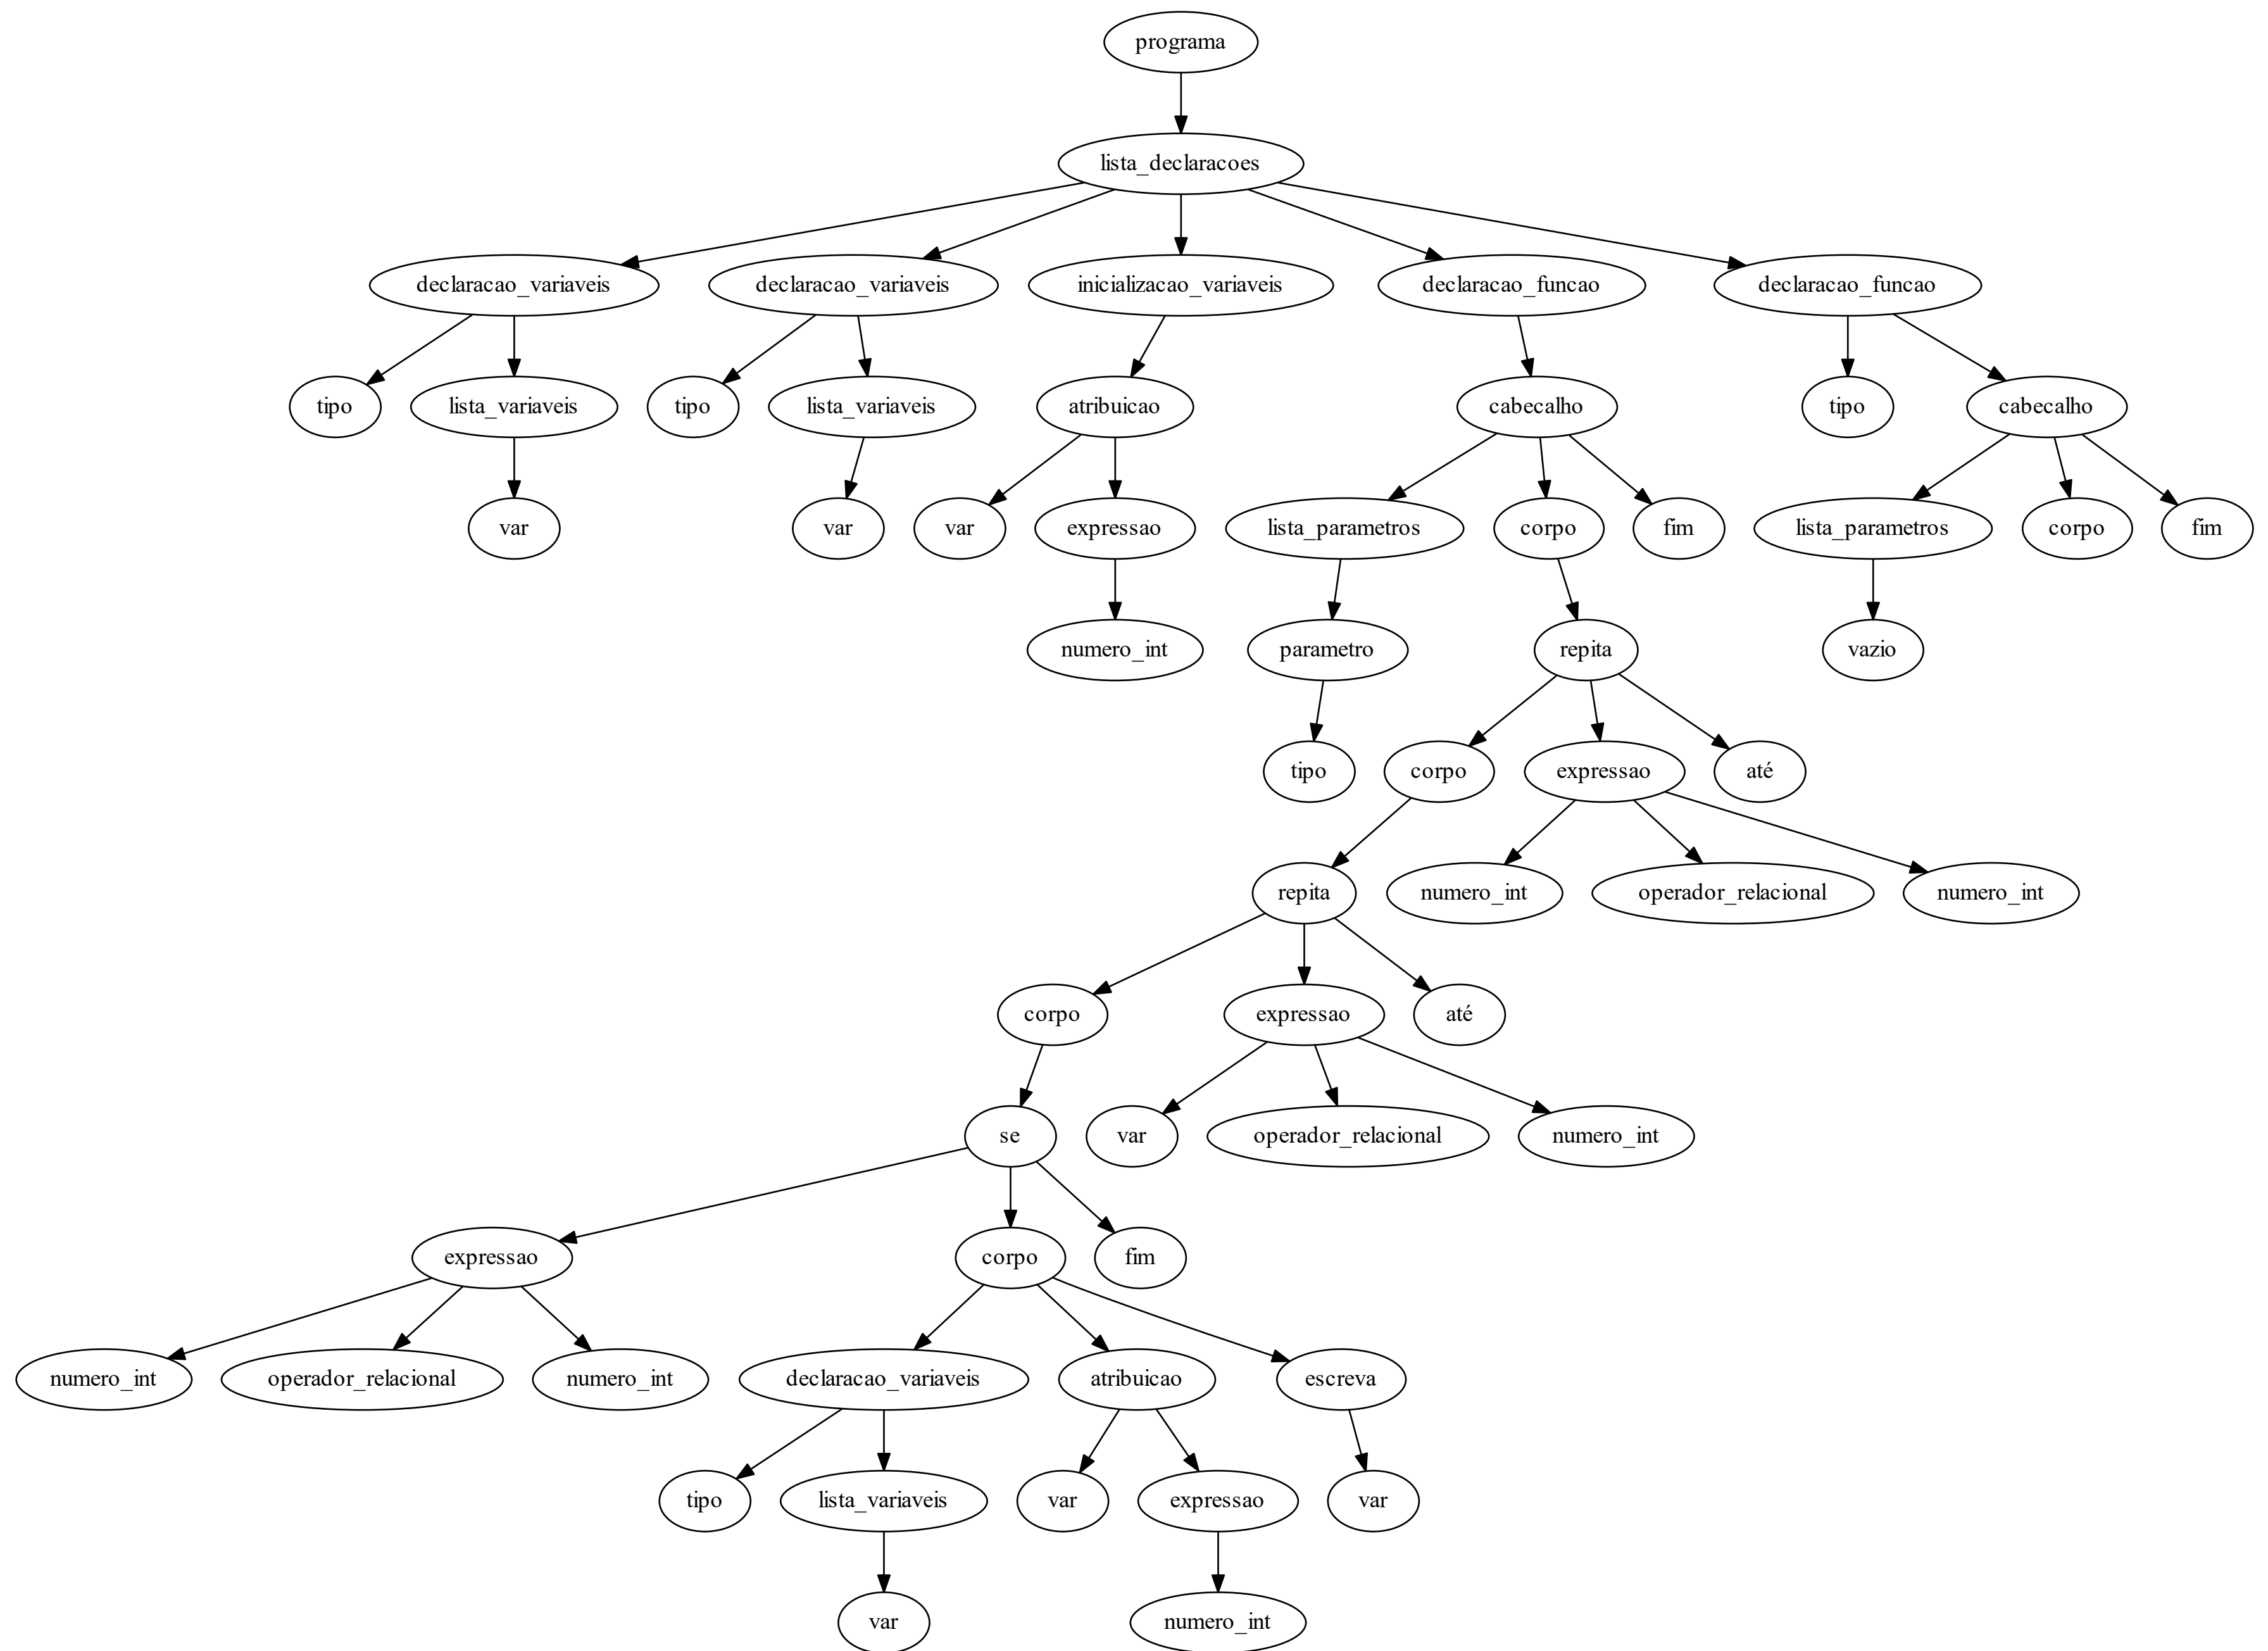 programa
lista_declaracoes
declaracao_variaveis declaracao_variaveis inicializacao_variaveis declaracao_funcao declaracao_funcao
tipo lista_variaveis tipo lista_variaveis atribuicao cabecalho tipo cabecalho
var var var expressao lista_parametros corpo fim lista_parametros corpo fim
numero_int parametro repita vazio
tipo corpo expressao até
repita numero_int operador_relacional numero_int
corpo expressao até
se var operador_relacional numero_int
expressao corpo fim
numero_int operador_relacional numero_int declaracao_variaveis atribuicao escreva
tipo lista_variaveis var expressao var
var numero_int